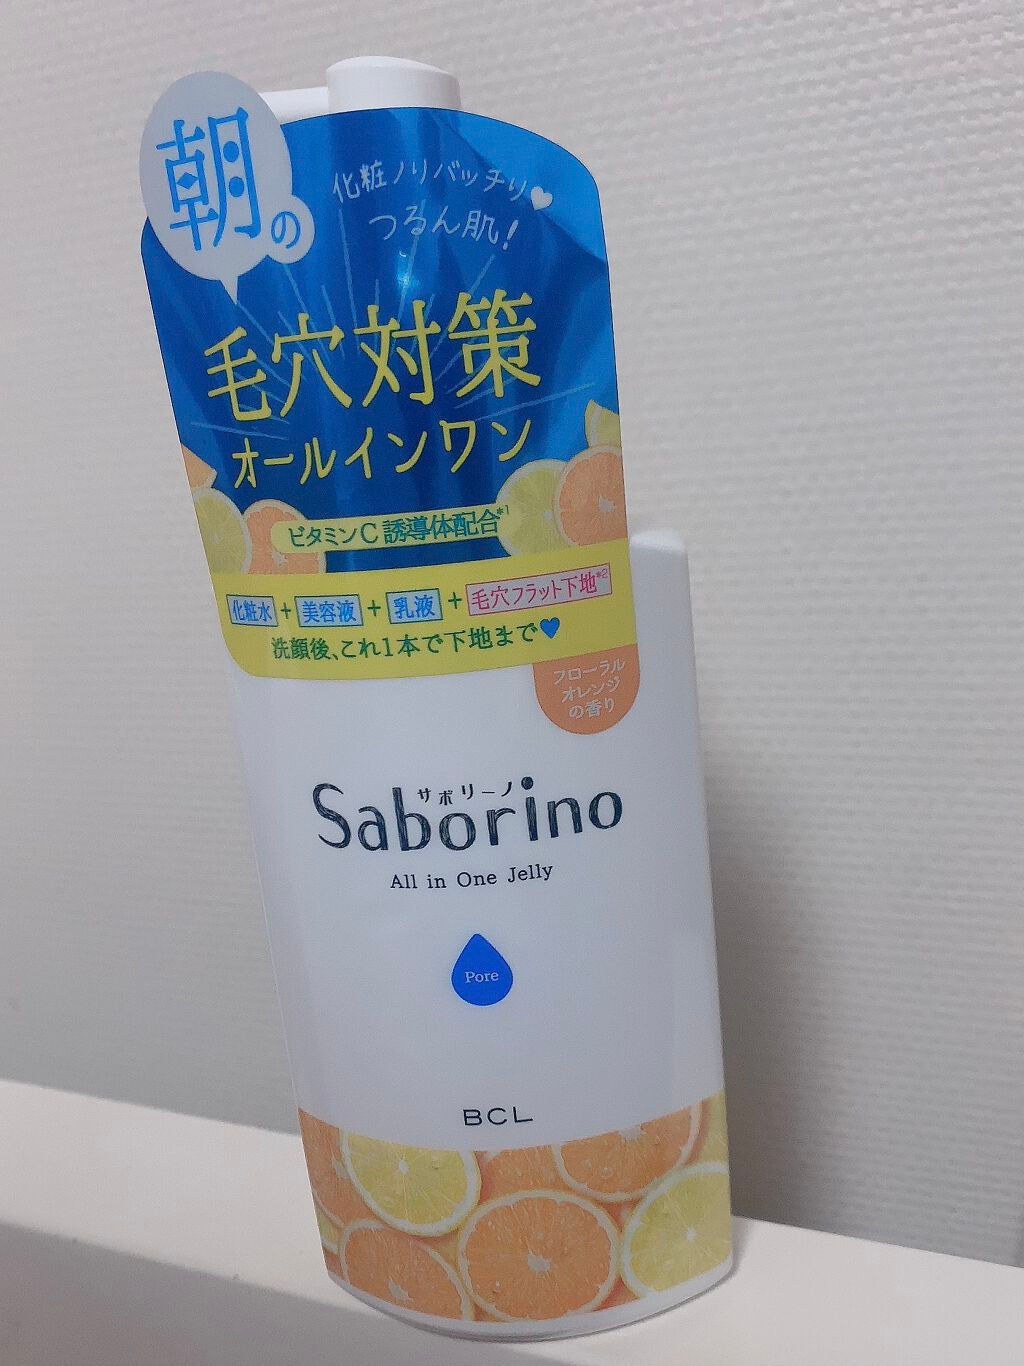 朝の
化粧ノリバッチリ♡
つるん肌!
毛穴対策
オールインワン
ビタミンC 誘導体配合*1
化粧水 + 美容液 + 乳液 + 毛穴フラット下地*2
洗顔後、これ1本で下地まで♥
フローラル
オレンジ
の香り
サボリーノ
Saborino
All in One Jelly
Pore
BCL